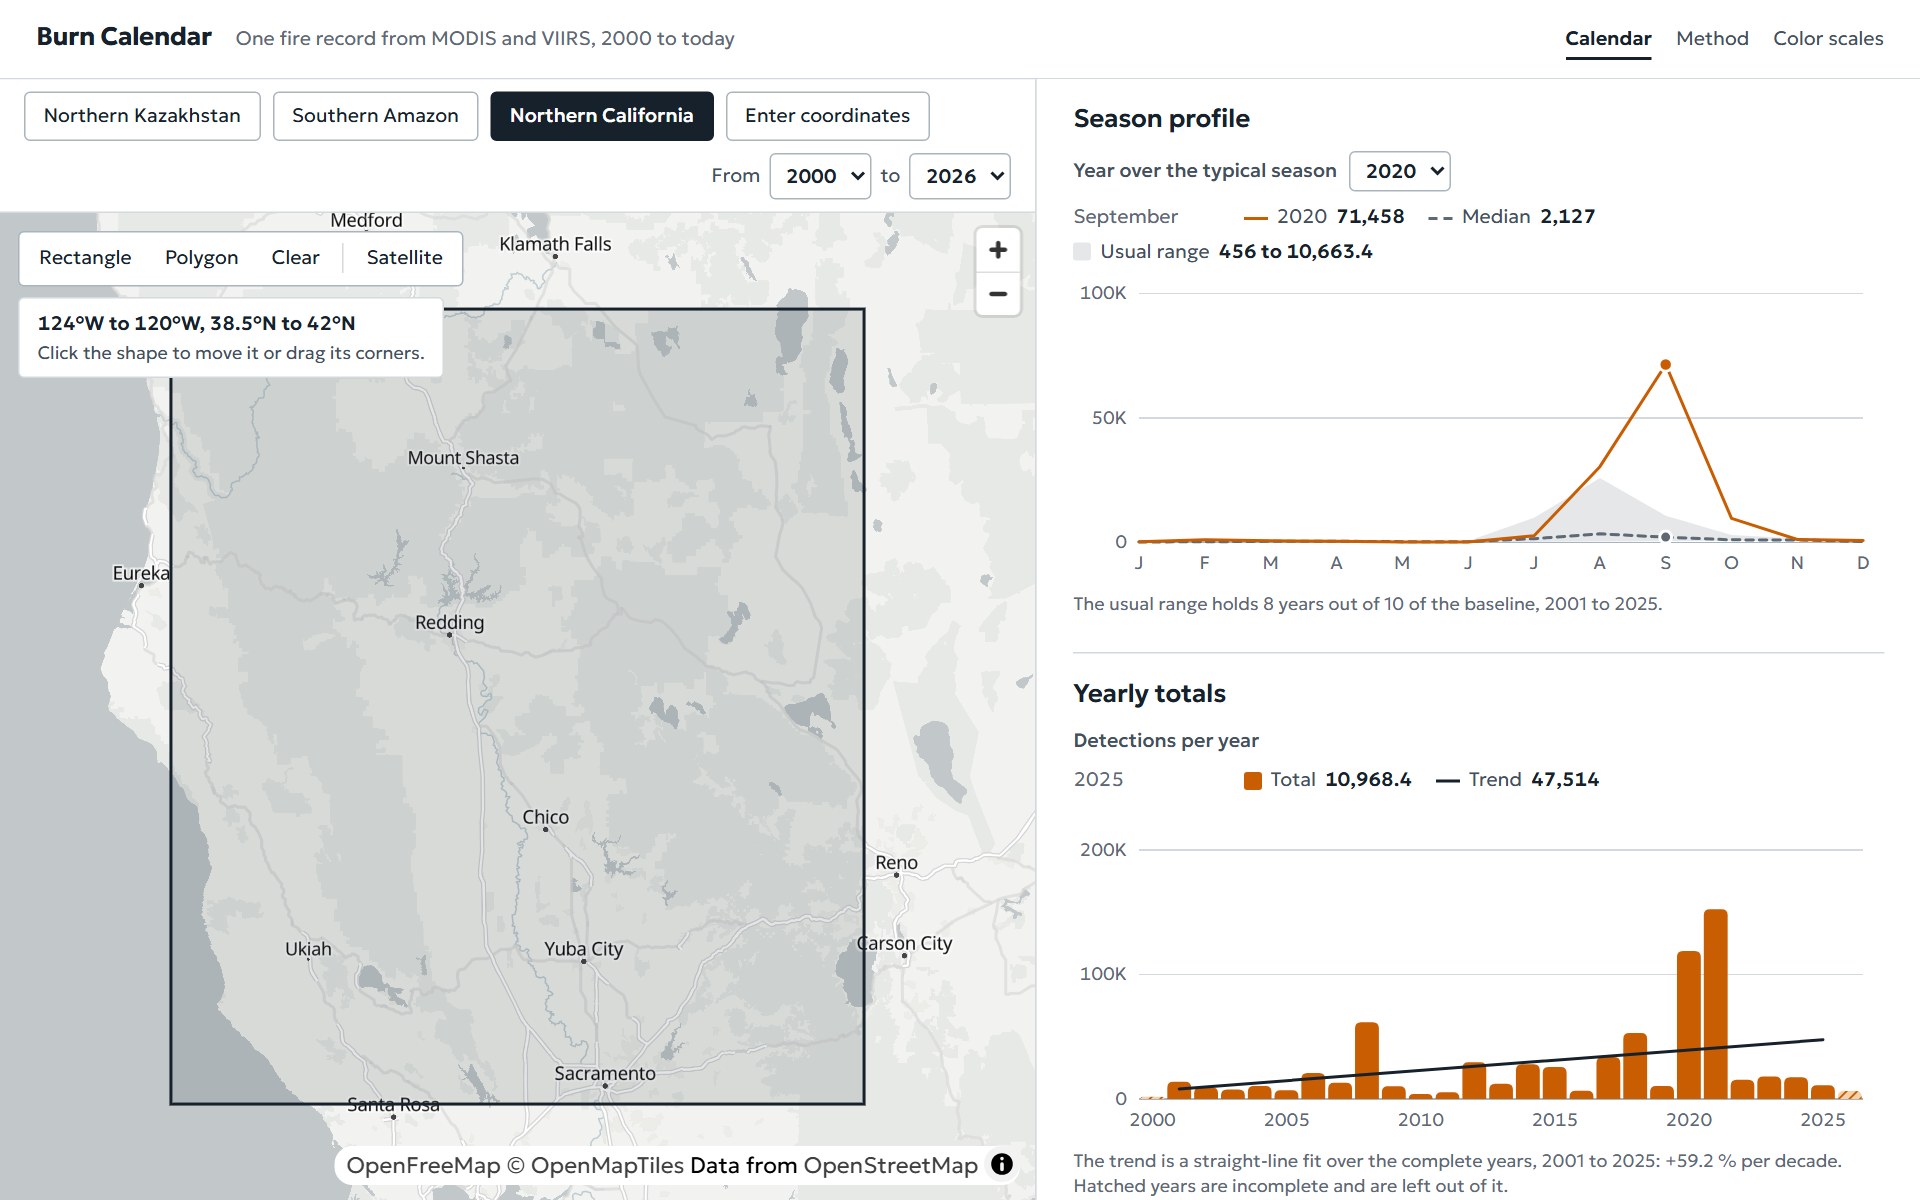 Burn Calendar
One fire record from MODIS and VIIRS, 2000 to today
Calendar
Method
Color scales
Northern Kazakhstan
Southern Amazon
Northern California
Enter coordinates
From 2000 to 2026
Medford
Klamath Falls
Rectangle
Polygon
Clear
Satellite
+
−
124°W to 120°W, 38.5°N to 42°N
Click the shape to move it or drag its corners.
Mount Shasta
Eureka
Redding
Chico
Reno
Ukiah
Yuba City
Carson City
Sacramento
Santa Rosa
OpenFreeMap © OpenMapTiles Data from OpenStreetMap
Season profile
Year over the typical season 2020
September 2020 71,458 Median 2,127
Usual range 456 to 10,663.4
100K
50K
0
J F M A M J J A S O N D
The usual range holds 8 years out of 10 of the baseline, 2001 to 2025.
Yearly totals
Detections per year
2025 Total 10,968.4 Trend 47,514
200K
100K
0
2000 2005 2010 2015 2020 2025
The trend is a straight-line fit over the complete years, 2001 to 2025: +59.2 % per decade.
Hatched years are incomplete and are left out of it.